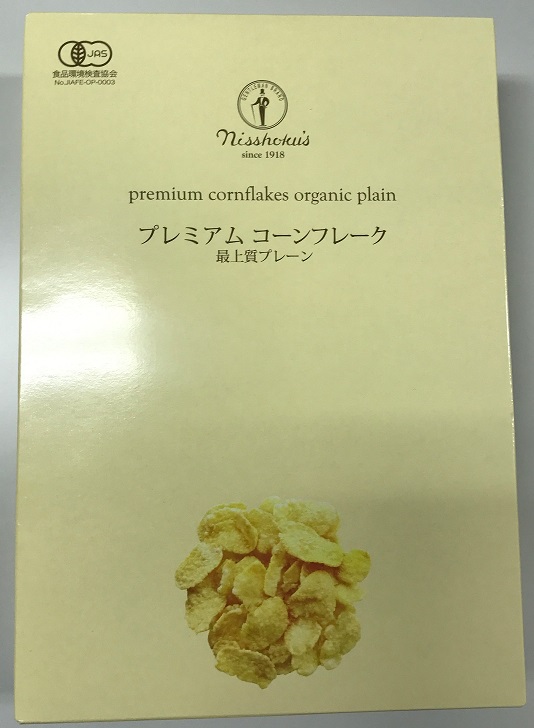 JAS
食品環境検査協会
No.JIAFE-OP-0003
GENTLEMAN BRAND
nisshoku's
since 1918
premium cornflakes organic plain
プレミアム コーンフレーク
最上質プレーン